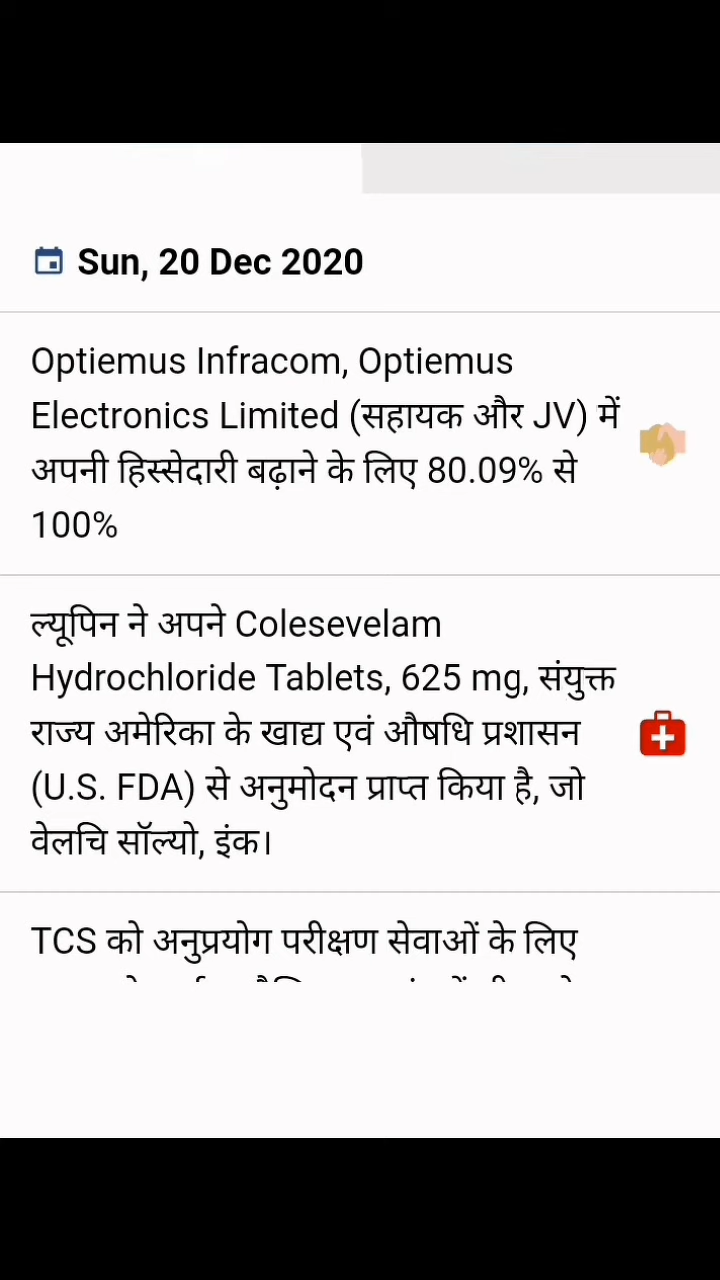 Sun, 20 Dec 2020
Optiemus Infracom, Optiemus
Electronics Limited (सहायक और JV) में
अपनी हिस्सेदारी बढ़ाने के लिए 80.09% से
100%
ल्यूपिन ने अपने Colesevelam
Hydrochloride Tablets, 625 mg, संयुक्त
राज्य अमेरिका के खाद्य एवं औषधि प्रशासन
(U.S. FDA) से अनुमोदन प्राप्त किया है, जो
वेलचि सॉल्यो, इंक।
TCS को अनुप्रयोग परीक्षण सेवाओं के लिए